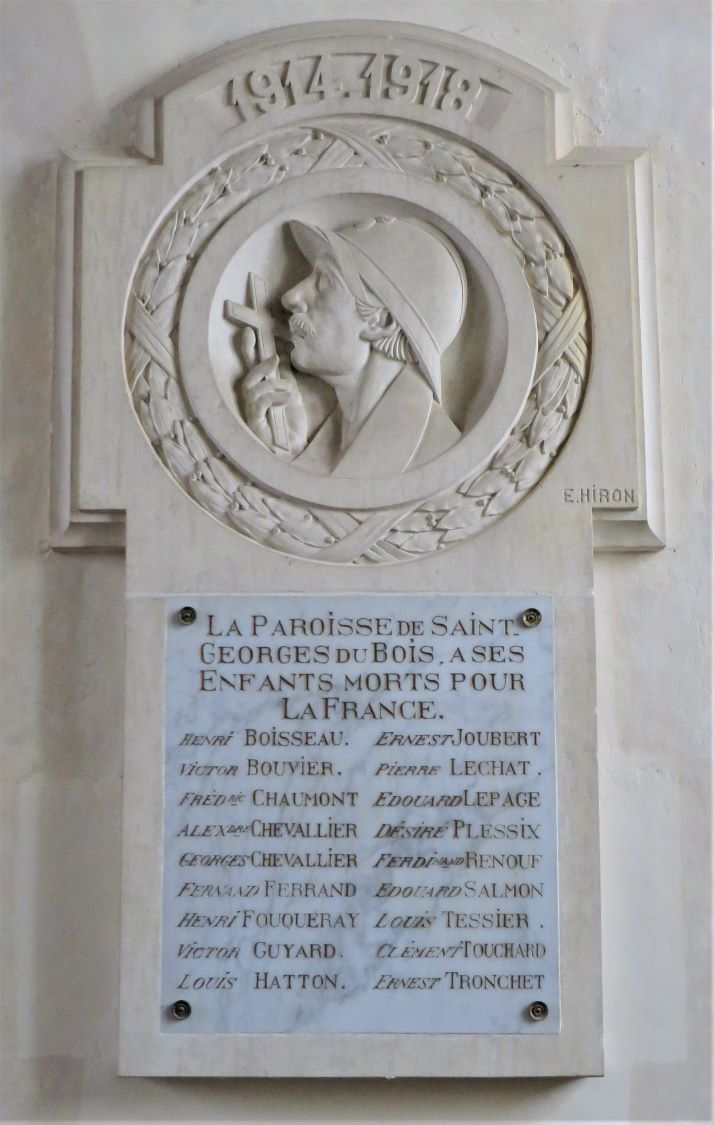 1914.1918
E.HIRON
LA PAROISSE DE SAINT-
GEORGES DU BOIS, A SES
ENFANTS MORTS POUR
LA FRANCE.
HENRI BOISSEAU. ERNEST JOUBERT
VICTOR BOUVIER. PIERRE LECHAT.
FRÉDRIC CHAUMONT EDOUARD LEPAGE
ALEXDRE CHEVALLIER DÉSIRÉ PLESSIX
GEORGES CHEVALLIER FERDINAND RENOUF
FERNAND FERRAND EDOUARD SALMON
HENRI FOUQUERAY LOUIS TESSIER.
VICTOR GUYARD. CLÉMENT TOUCHARD
LOUIS HATTON. ERNEST TRONCHET